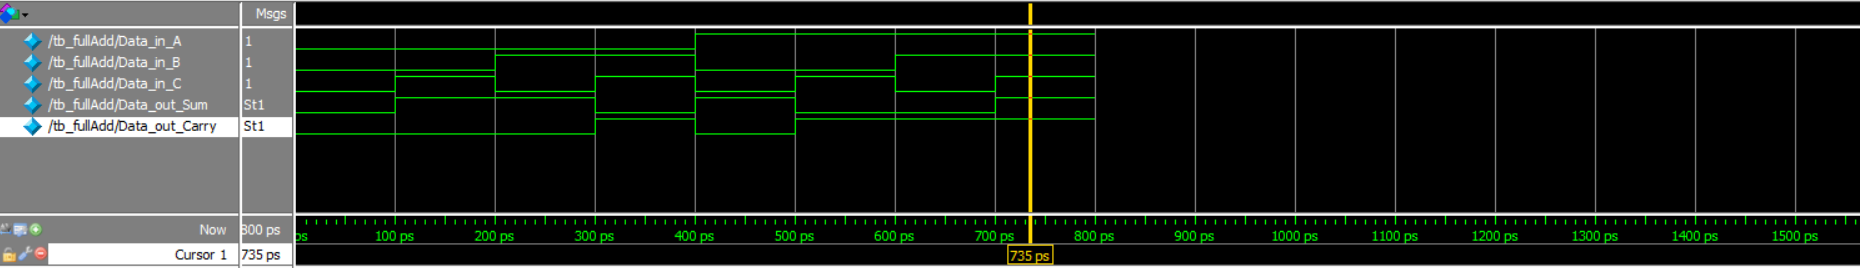 Msgs
/tb_fullAdd/Data_in_A 1
/tb_fullAdd/Data_in_B 1
/tb_fullAdd/Data_in_C 1
/tb_fullAdd/Data_out_Sum St1
/tb_fullAdd/Data_out_Carry St1
Now 800 ps ps 100 ps 200 ps 300 ps 400 ps 500 ps 600 ps 700 ps 800 ps 900 ps 1000 ps 1100 ps 1200 ps 1300 ps 1400 ps 1500 ps
Cursor 1 735 ps 735 ps